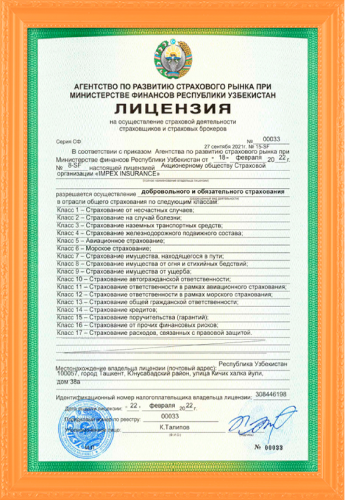 АГЕНТСТВО ПО РАЗВИТИЮ СТРАХОВОГО РЫНКА ПРИ
МИНИСТЕРСТВЕ ФИНАНСОВ РЕСПУБЛИКИ УЗБЕКИСТАН
ЛИЦЕНЗИЯ
на осуществление страховой деятельности
страховщиков и страховых брокеров
Серия СФ № 00033
27 сентябь 2021г. № 15-SF
В соответствии с приказом Агентства по развитию страхового рынка при
Министерстве финансов Республики Узбекистан от « 18» февраля 2022г.
№ 8-SF, настоящей лицензией Акционерному обществу Страховой
организации «IMPEX INSURANCE»
разрешается осуществление добровольного и обязательного страхования
в отрасли общего страхования по следующим классам:
Класс 1 – Страхование от несчастных случаев;
Класс 2 – Страхование на случай болезни;
Класс 3 – Страхование наземных транспортных средств;
Класс 4 – Страхование железнодорожного подвижного состава;
Класс 5 – Авиационное страхование;
Класс 6 – Морское страхование;
Класс 7 – Страхование имущества, находящегося в пути;
Класс 8 – Страхование имущества от огня и стихийных бедствий;
Класс 9 – Страхование имущества от ущерба;
Класс 10 – Страхование автогражданской ответственности;
Класс 11 – Страхование ответственности в рамках авиационного страхования;
Класс 12 – Страхование ответственности в рамках морского страхования;
Класс 13 – Страхование общей гражданской ответственности;
Класс 14 – Страхование кредитов;
Класс 15 – Страхование поручительства (гарантий);
Класс 16 – Страхование от прочих финансовых рисков:
Класс 17 – Страхование расходов, связанных с правовой защитой.
Республика Узбекистан
Местонахождение владельца лицензии (почтовый адрес):
100057, город Ташкент, Юнусабадский район, улица Кичик халка йули,
дом 38а
Идентификационный номер налогоплательщика владельца лицензии: 308446198
Дата выдачи лицензии: « 22 » февраля 2022г.
по реестру: 00033
К.Талипов
(Ф.И.О.)
№ 00033